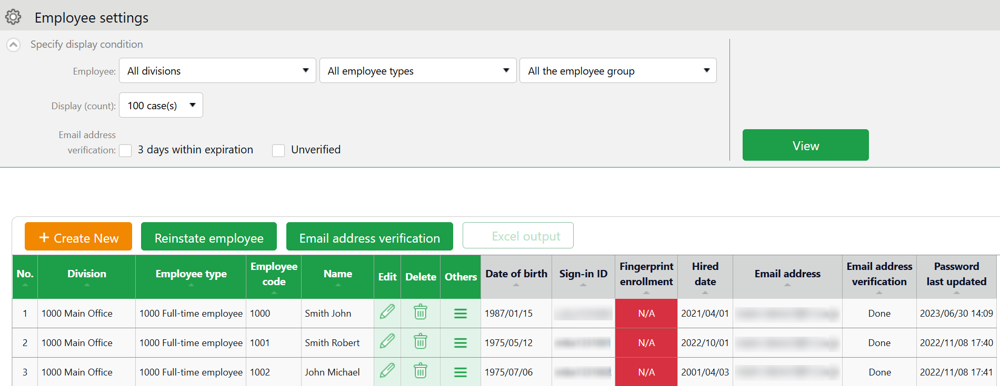 Employee settings
Specify display condition
Employee: All divisions All employee types All the employee group
Display (count): 100 case(s)
Email address
verification: 3 days within expiration Unverified
View
+ Create New Reinstate employee Email address verification Excel output
No. Division Employee type Employee code Name Edit Delete Others Date of birth Sign-in ID Fingerprint enrollment Hired date Email address Email address verification Password last updated
1 1000 Main Office 1000 Full-time employee 1000 Smith John 1987/01/15 N/A 2021/04/01 Done 2023/06/30 14:09
2 1000 Main Office 1000 Full-time employee 1001 Smith Robert 1975/05/12 N/A 2022/10/01 Done 2022/11/08 17:40
3 1000 Main Office 1000 Full-time employee 1002 John Michael 1975/07/06 N/A 2001/04/03 Done 2022/11/08 17:41